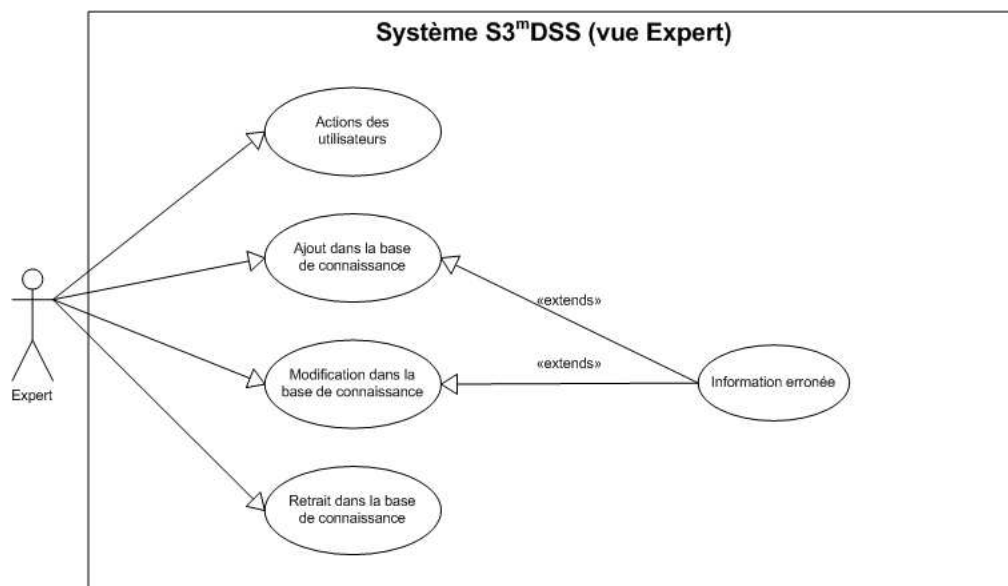 Système S3ᵐDSS (vue Expert)
Actions des
utilisateurs
Ajout dans la base
de connaissance
«extends»
«extends»
Modification dans la
base de connaissance
Information erronée
Expert
Retrait dans la base
de connaissance